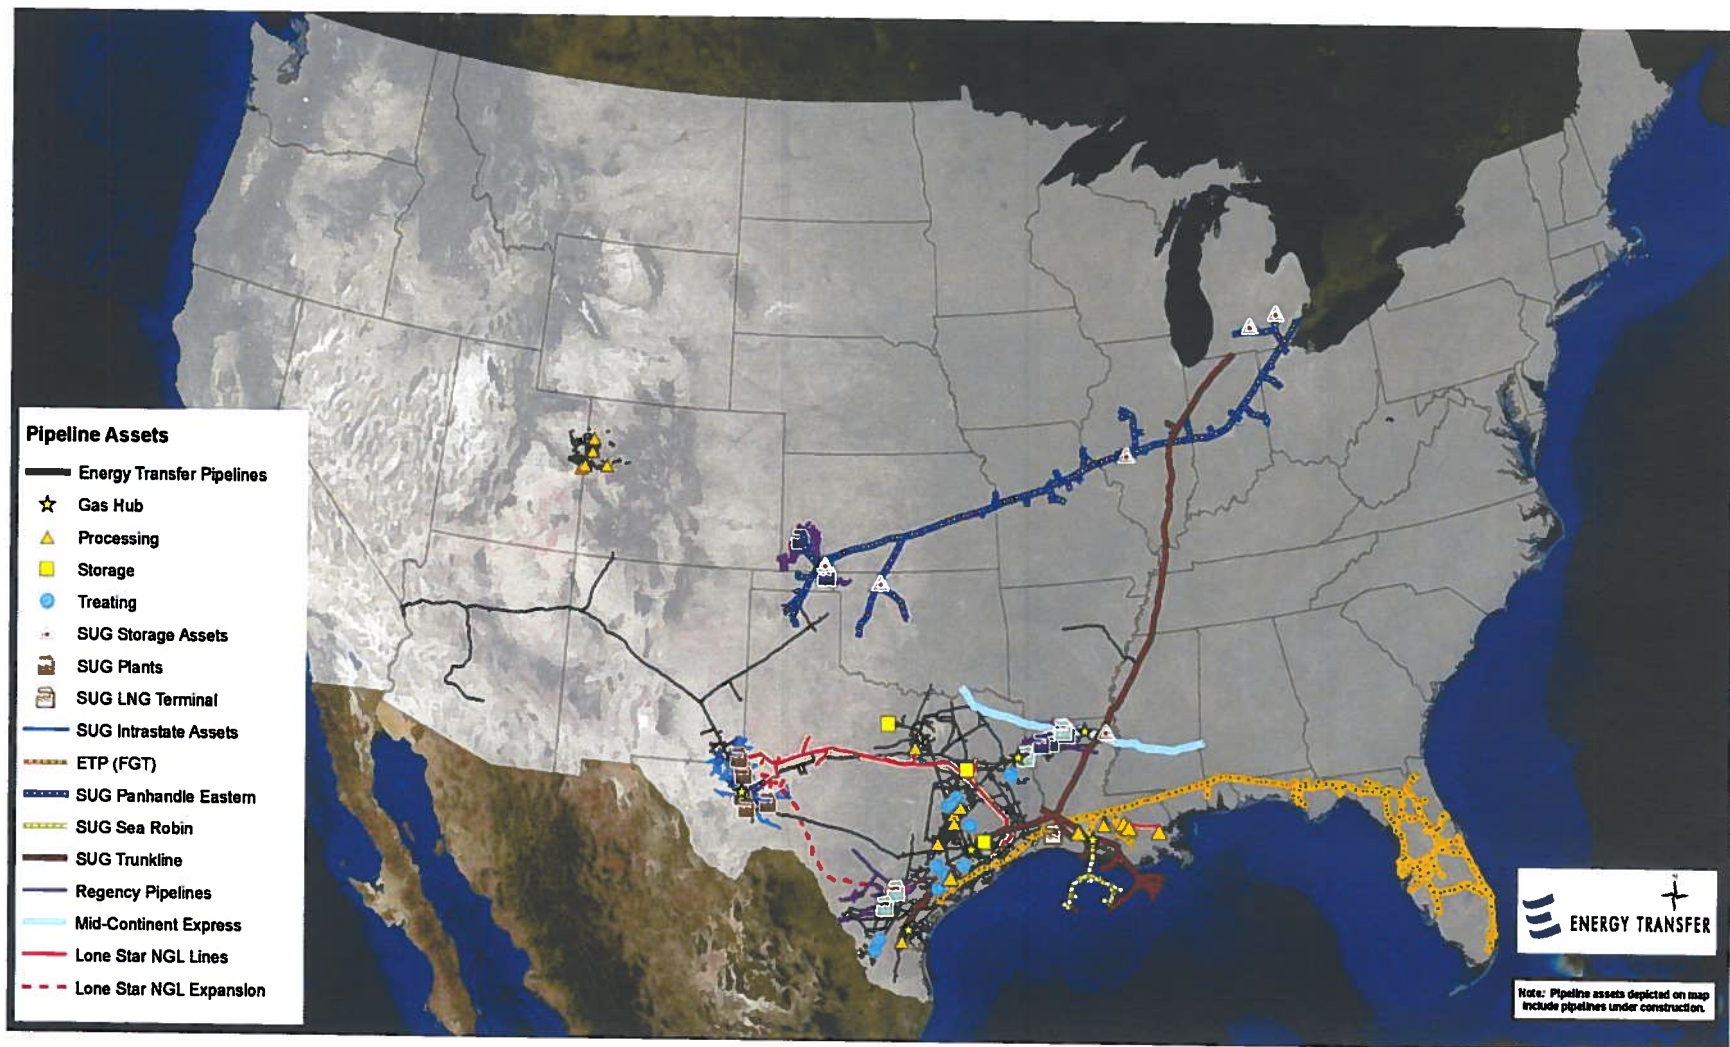 Pipeline Assets
Energy Transfer Pipelines
Gas Hub
Processing
Storage
Treating
SUG Storage Assets
SUG Plants
SUG LNG Terminal
SUG Intrastate Assets
ETP (FGT)
SUG Panhandle Eastern
SUG Sea Robin
SUG Trunkline
Regency Pipelines
Mid-Continent Express
Lone Star NGL Lines
Lone Star NGL Expansion
ENERGY TRANSFER
Note: Pipeline assets depicted on map
include pipelines under construction.